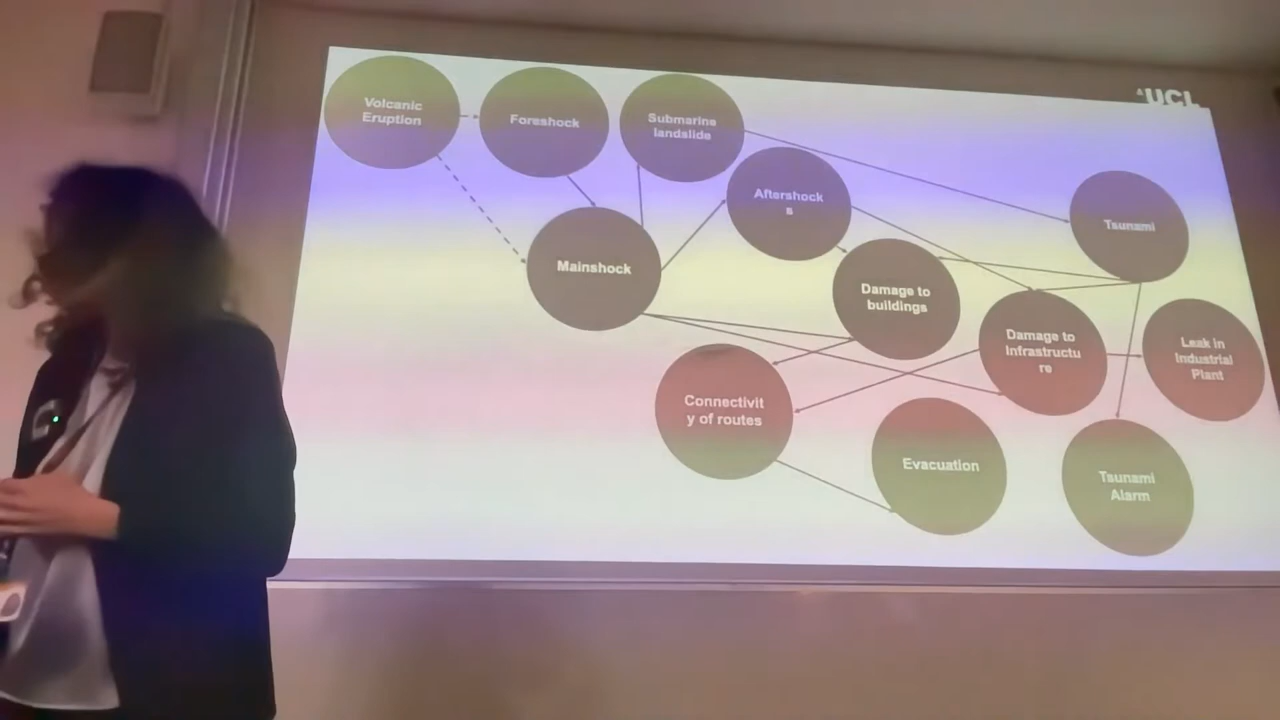 UCL
Volcanic
Eruption
Foreshock
Submarine
landslide
Aftershock
s
Tsunami
Mainshock
Damage to
buildings
Damage to
Infrastructu
re
Leak in
Industrial
Plant
Connectivit
y of routes
Evacuation
Tsunami
Alarm